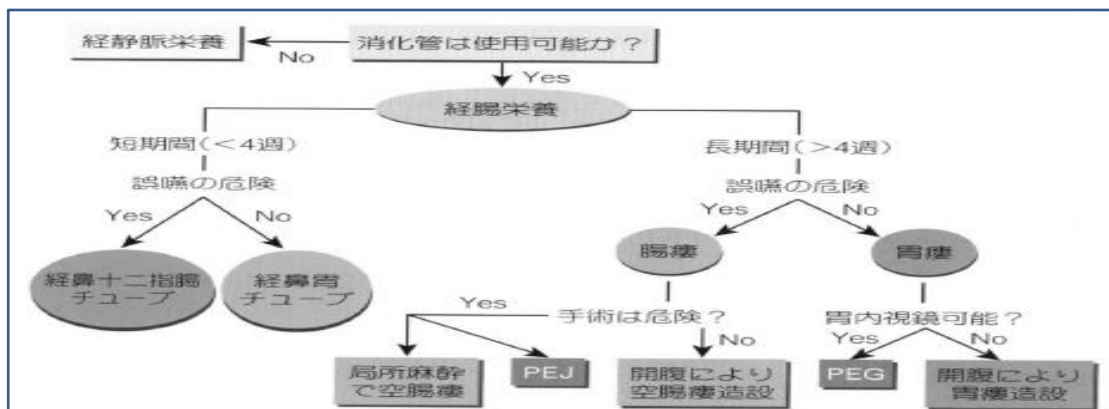 経静脈栄養
消化管は使用可能か？
No
Yes
経腸栄養
短期間(<4週)
長期間(>4週)
誤嚥の危険
誤嚥の危険
Yes
No
Yes
No
経鼻十二指腸
チューブ
経鼻胃
チューブ
腸瘻
胃瘻
Yes
手術は危険？
No
胃内視鏡可能？
Yes
No
局所麻酔
で空腸瘻
PEJ
開腹により
空腸瘻造設
PEG
開腹により
胃瘻造設